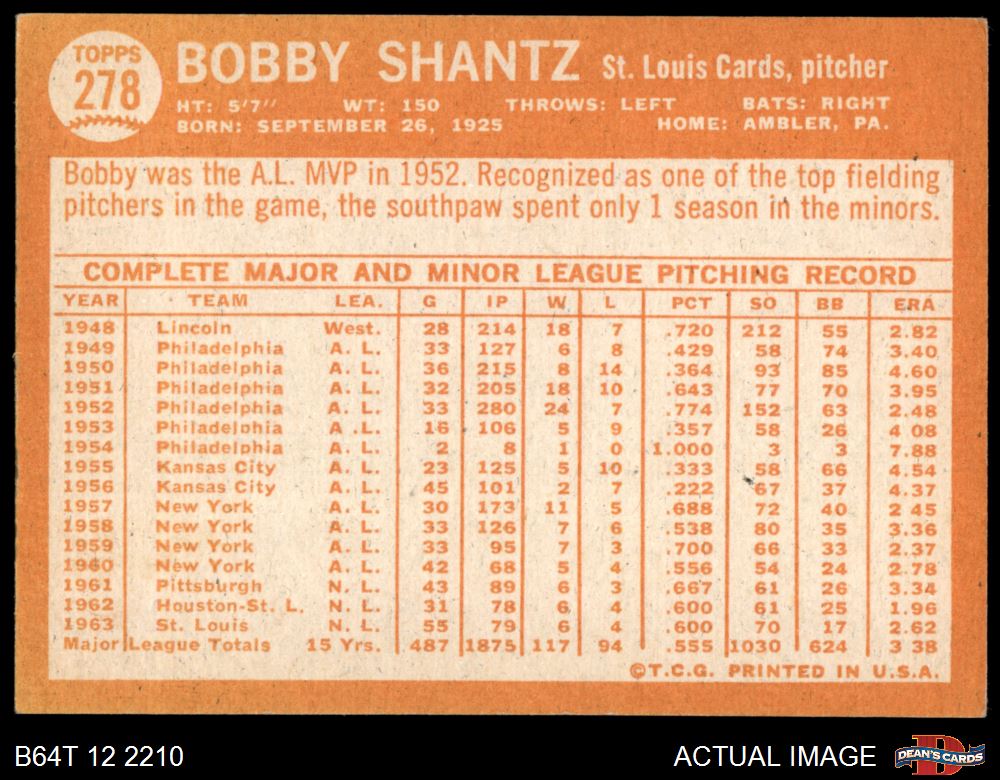 TOPPS
278
BOBBY SHANTZ St. Louis Cards, pitcher
HT: 5'7" WT: 150 THROWS: LEFT BATS: RIGHT
BORN: SEPTEMBER 26, 1925 HOME: AMBLER, PA.
Bobby was the A.L. MVP in 1952. Recognized as one of the top fielding
pitchers in the game, the southpaw spent only 1 season in the minors.
COMPLETE MAJOR AND MINOR LEAGUE PITCHING RECORD
YEAR TEAM LEA. G IP W L PCT SO BB ERA
1948 Lincoln West. 28 214 18 7 .720 212 55 2.82
1949 Philadelphia A. L. 33 127 6 8 .429 58 74 3.40
1950 Philadelphia A. L. 36 215 8 14 .364 93 85 4.60
1951 Philadelphia A. L. 32 205 18 10 .643 77 70 3.95
1952 Philadelphia A. L. 33 280 24 7 .774 152 63 2.48
1953 Philadelphia A .L. 16 106 5 9 .357 58 26 4 08
1954 Philadelphia A. L. 2 8 1 0 1.000 3 3 7.88
1955 Kansas City A. L. 23 125 5 10 .333 58 66 4.54
1956 Kansas City A. L. 45 101 2 7 .222 67 37 4.37
1957 New York A. L. 30 173 11 5 .688 72 40 2 45
1958 New York A. L. 33 126 7 6 .538 80 35 3.36
1959 New York A. L. 33 95 7 3 .700 66 33 2.37
1960 New York A. L. 42 68 5 4 .556 54 24 2.78
1961 Pittsburgh N. L. 43 89 6 3 .667 61 26 3.34
1962 Houston-St. L. N. L. 31 78 6 4 .600 61 25 1.96
1963 St. Louis N. L. 55 79 6 4 .600 70 17 2.62
Major League Totals 15 Yrs. 487 1875 117 94 .555 1030 624 3 38
©T.C.G. PRINTED IN U.S.A.
B64T 12 2210 ACTUAL IMAGE DEAN'S CARDS